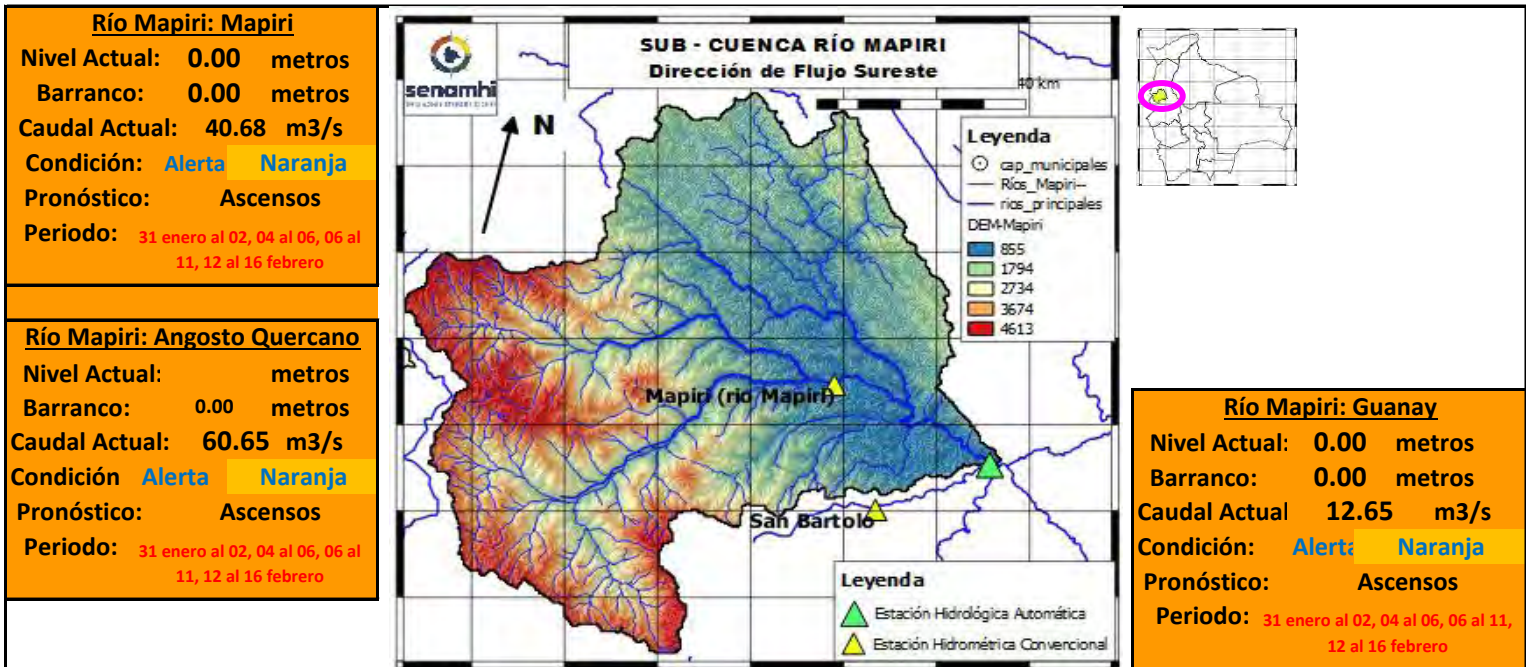 Río Mapiri: Mapiri
Nivel Actual: 0.00 metros
Barranco: 0.00 metros
Caudal Actual: 40.68 m3/s
Condición: Alerta Naranja
Pronóstico: Ascensos
Periodo: 31 enero al 02, 04 al 06, 06 al
11, 12 al 16 febrero
Río Mapiri: Angosto Quercano
Nivel Actual: metros
Barranco: 0.00 metros
Caudal Actual: 60.65 m3/s
Condición Alerta Naranja
Pronóstico: Ascensos
Periodo: 31 enero al 02, 04 al 06, 06 al
11, 12 al 16 febrero
senamhi
SUB - CUENCA RÍO MAPIRI
Dirección de Flujo Sureste
40 km
N
Leyenda
cap_municipales
Ríos_Mapiri--
rios_principales
DEM-Mapiri
855
1794
2734
3674
4613
Mapiri (rio Mapiri)
San Bartolo
Leyenda
Estación Hidrológica Automática
Estación Hidrométrica Convencional
Río Mapiri: Guanay
Nivel Actual: 0.00 metros
Barranco: 0.00 metros
Caudal Actual 12.65 m3/s
Condición: Alerta Naranja
Pronóstico: Ascensos
Periodo: 31 enero al 02, 04 al 06, 06 al 11,
12 al 16 febrero